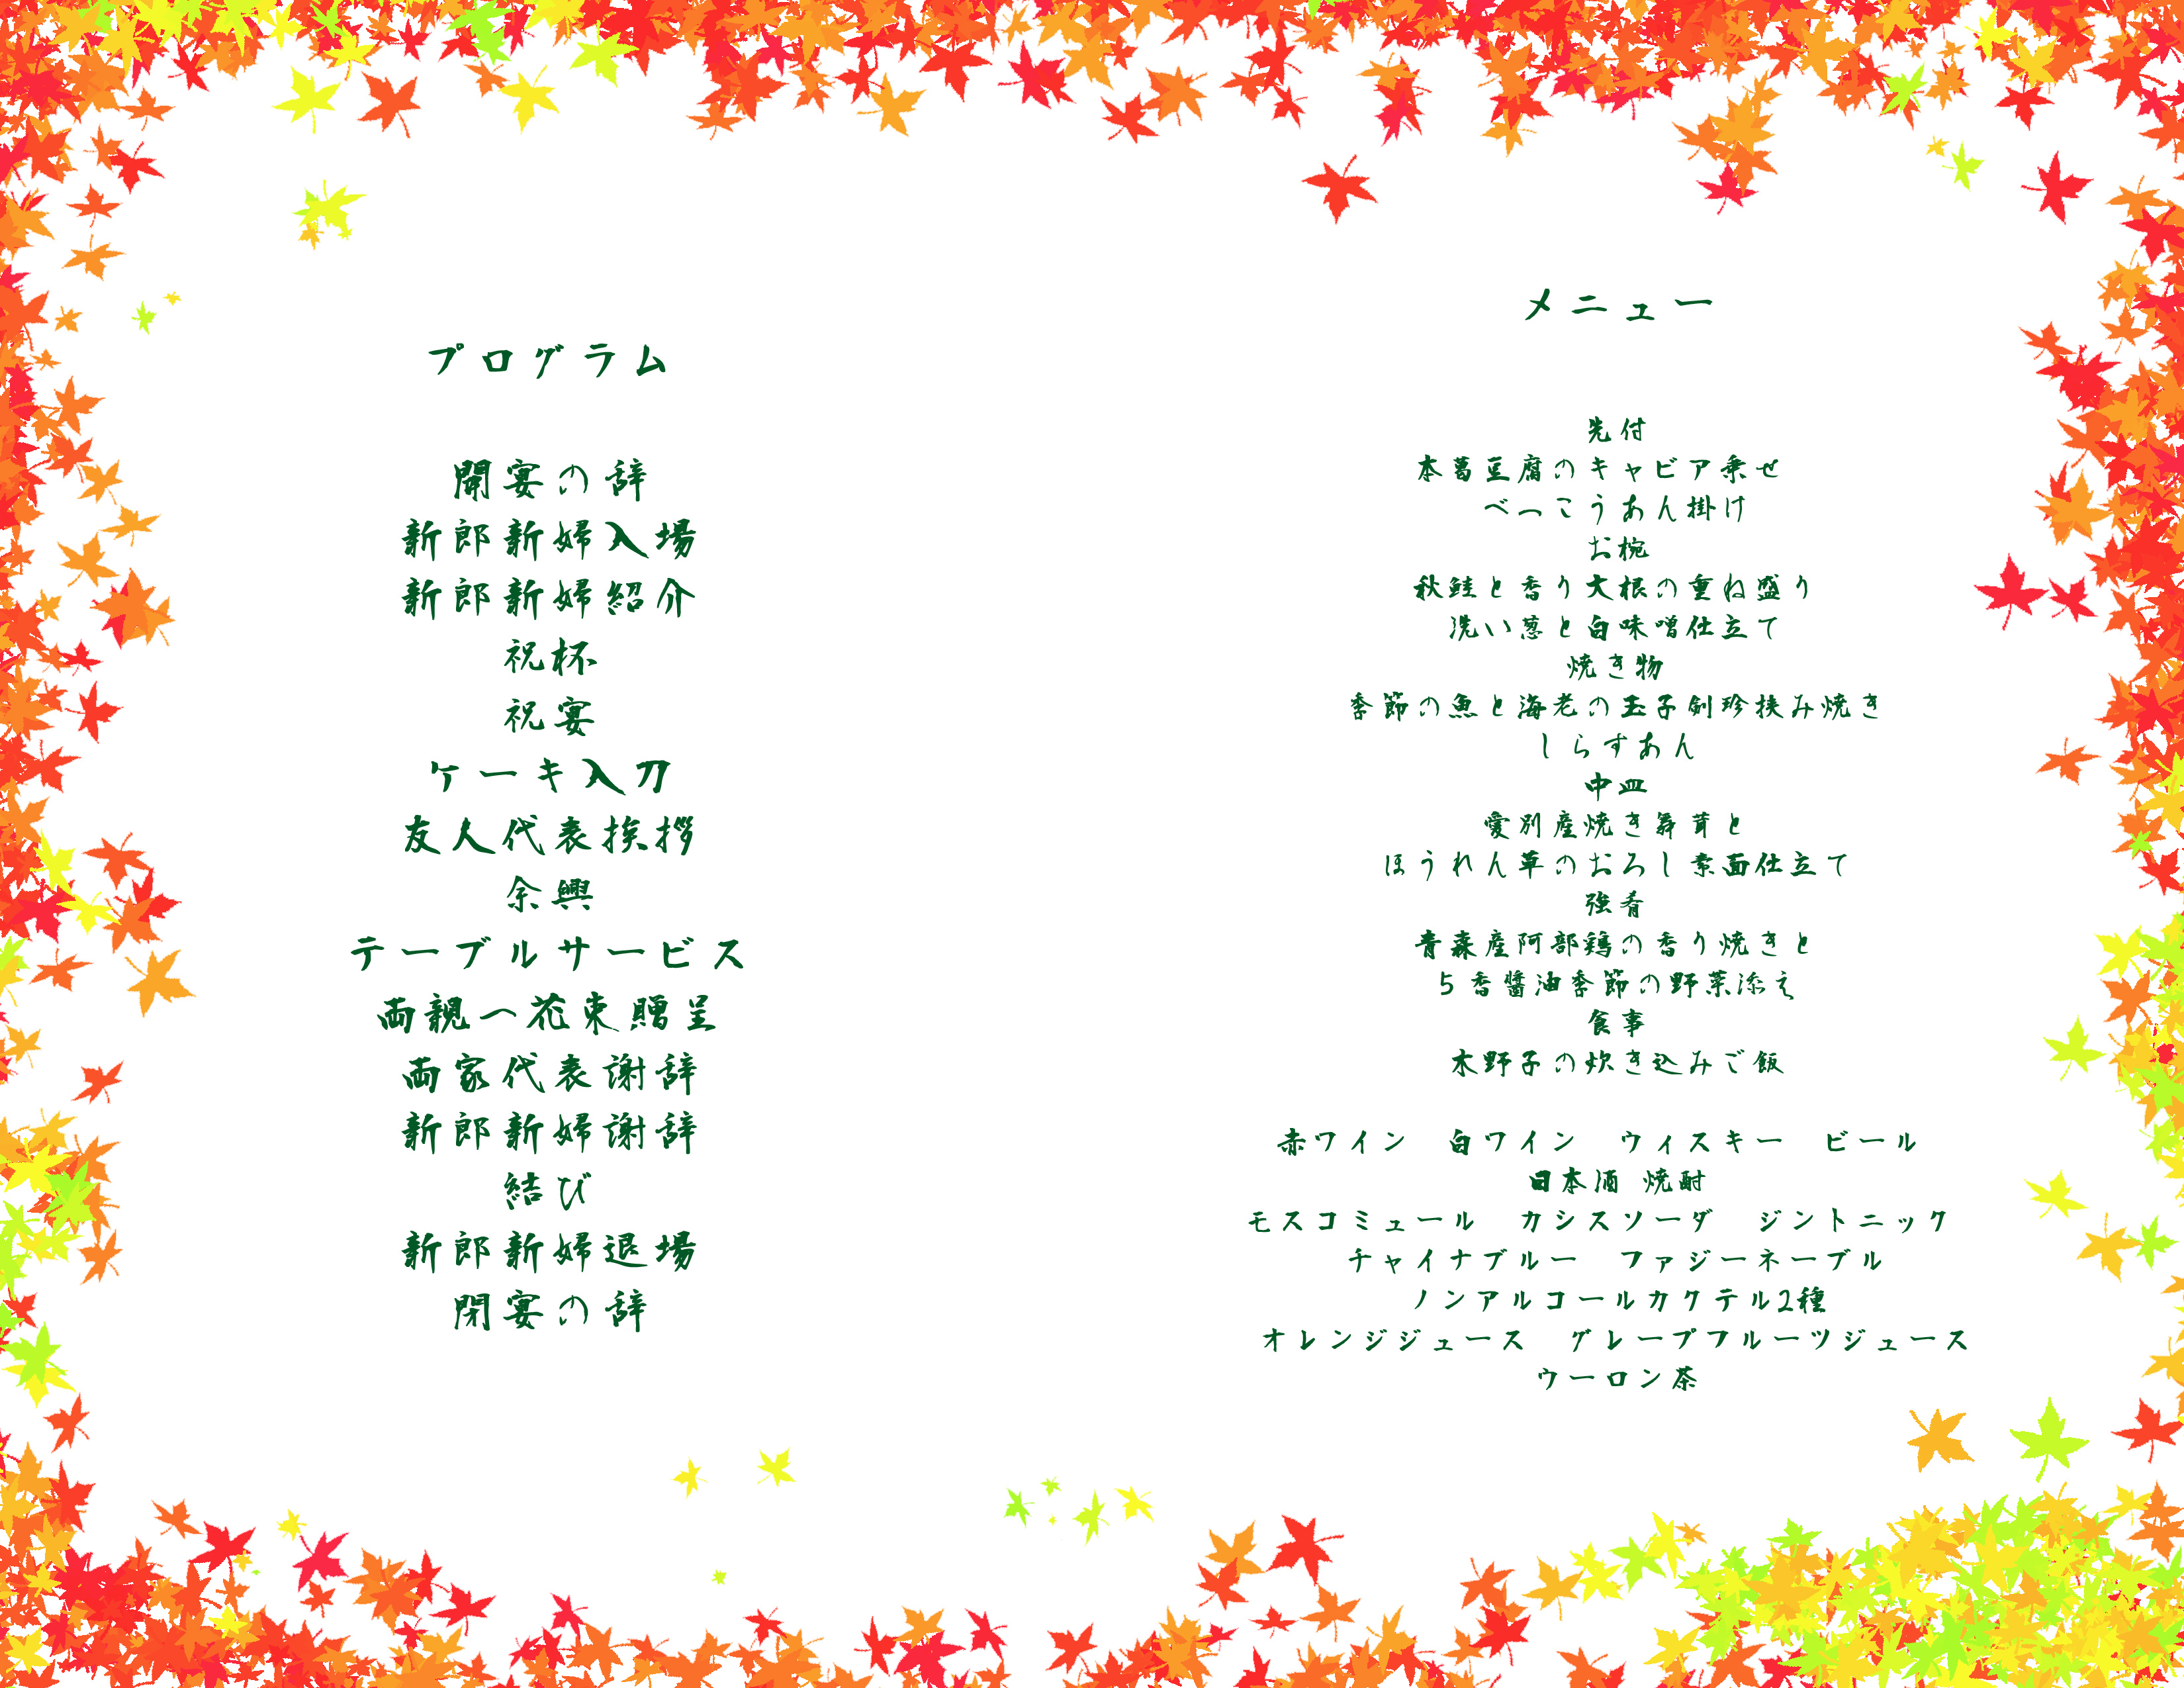 プログラム
開宴の辞
新郎新婦入場
新郎新婦紹介
祝杯
祝宴
ケーキ入刀
友人代表挨拶
余興
テーブルサービス
両親へ花束贈呈
両家代表謝辞
新郎新婦謝辞
結び
新郎新婦退場
閉宴の辞
メニュー
先付
本葛豆腐のキャビア乗せ
べっこうあん掛け
お椀
秋鮭と香り大根の重ね盛り
洗い葱と白味噌仕立て
焼き物
季節の魚と海老の玉子剣珍挟み焼き
しらすあん
中皿
愛別産焼き舞茸と
ほうれん草のおろし素面仕立て
強肴
青森産阿部鶏の香り焼きと
5香醬油季節の野菜添え
食事
木野子の炊き込みご飯
赤ワイン　白ワイン　ウィスキー　ビール
日本酒 焼酎
モスコミュール　カシスソーダ　ジントニック
チャイナブルー　ファジーネーブル
ノンアルコールカクテル2種
オレンジジュース　グレープフルーツジュース
ウーロン茶